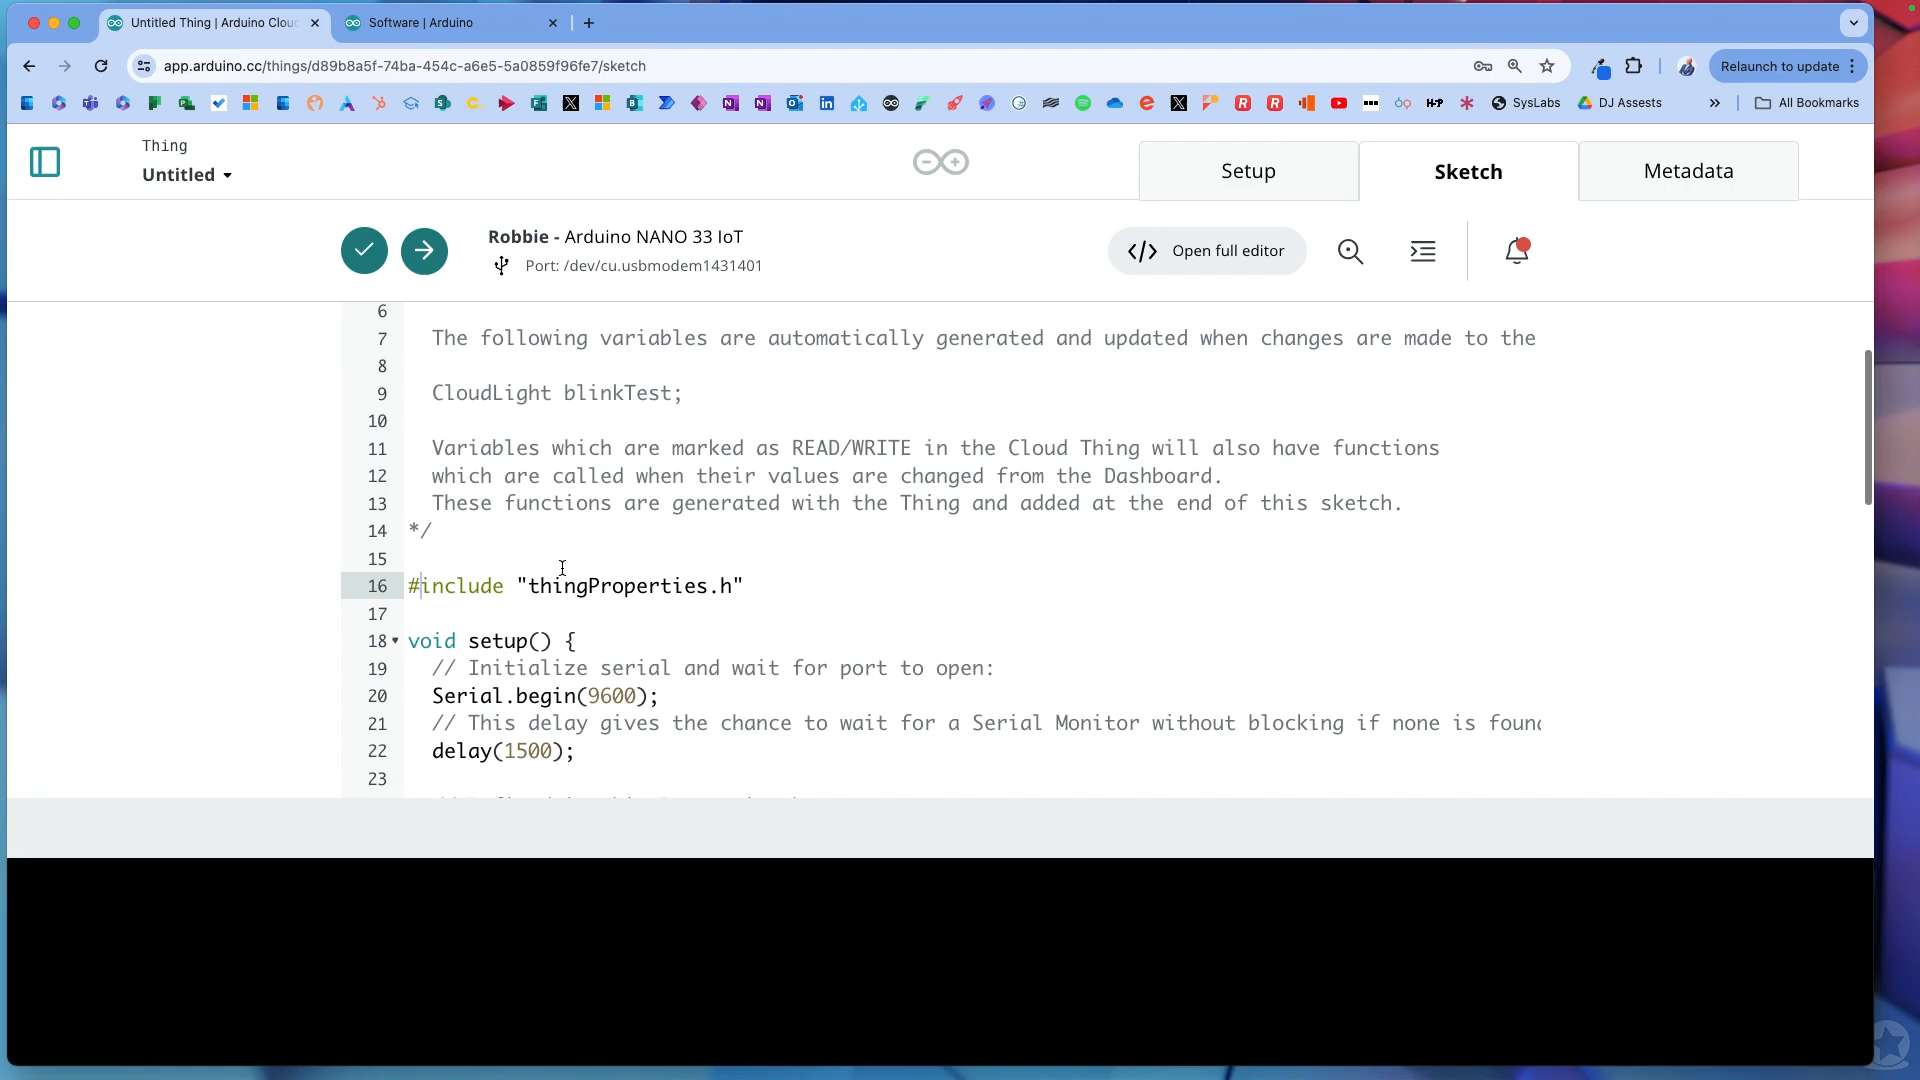 Untitled Thing | Arduino Clou
Software | Arduino
app.arduino.cc/things/d89b8a5f-74ba-454c-a6e5-5a0859f96fe7/sketch
Relaunch to update
SysLabs
DJ Assests
All Bookmarks
Thing
Untitled
Setup
Sketch
Metadata
Robbie - Arduino NANO 33 IoT
Port: /dev/cu.usbmodem1431401
Open full editor
6
7 The following variables are automatically generated and updated when changes are made to the
8
9 CloudLight blinkTest;
10
11 Variables which are marked as READ/WRITE in the Cloud Thing will also have functions
12 which are called when their values are changed from the Dashboard.
13 These functions are generated with the Thing and added at the end of this sketch.
14 */
15
16 #include "thingProperties.h"
17
18 void setup() {
19 // Initialize serial and wait for port to open:
20 Serial.begin(9600);
21 // This delay gives the chance to wait for a Serial Monitor without blocking if none is foun
22 delay(1500);
23